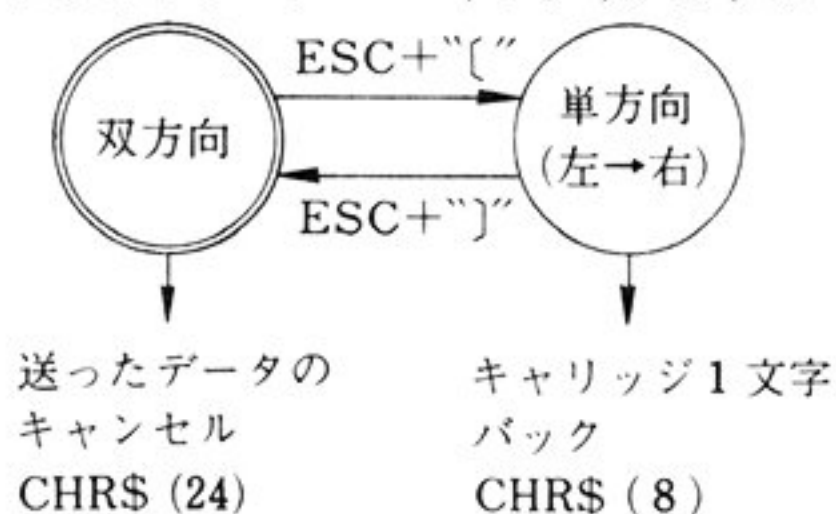 ESC+“〔”
双方向
単方向
(左→右)
ESC+“〕”
送ったデータの
キャンセル
CHR$ (24)
キャリッジ1文字
バック
CHR$ (8)